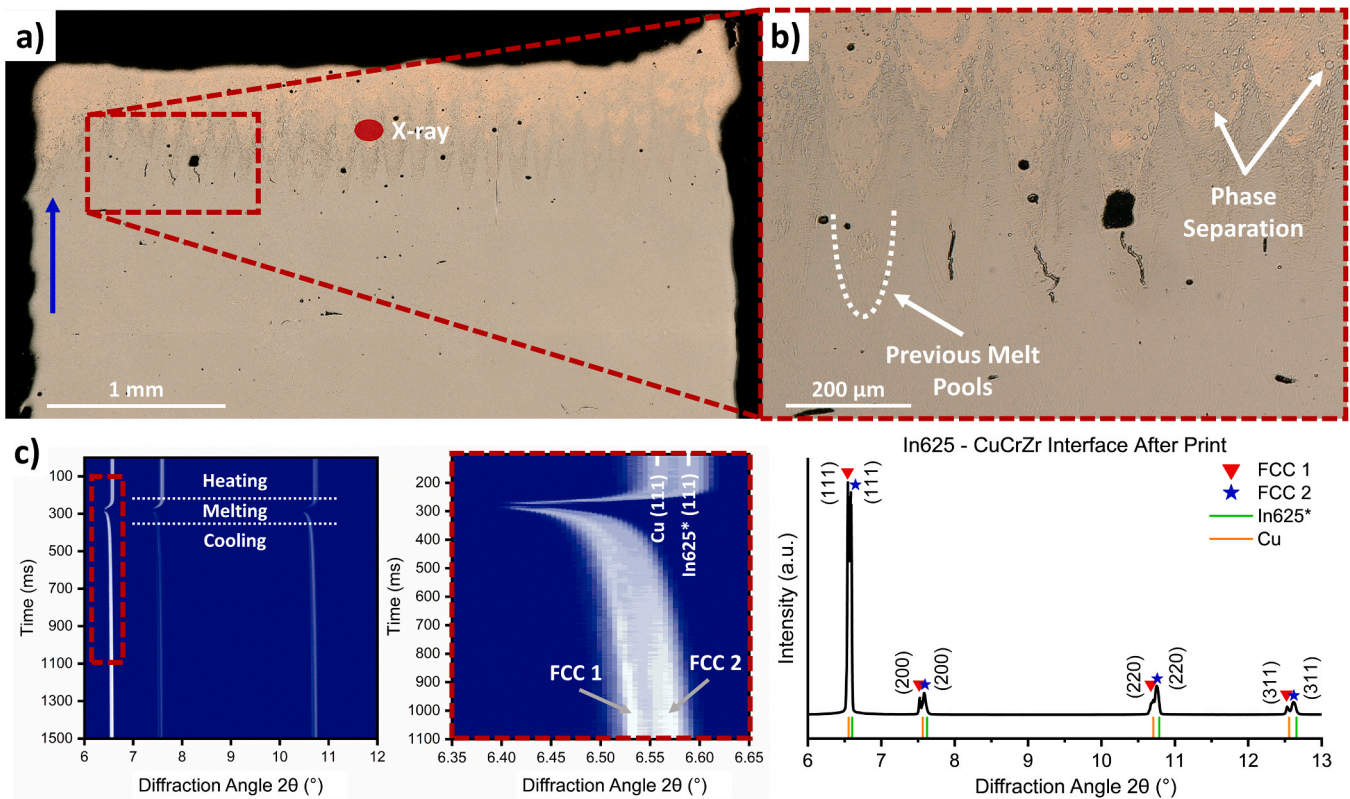 a)
X-ray
1 mm
b)
Phase
Separation
Previous Melt
Pools
200 µm
c)
Time (ms)
100
300
500
700
900
1100
1300
1500
Heating
Melting
Cooling
6 7 8 9 10 11 12
Diffraction Angle 2θ (°)
Time (ms)
100
200
300
400
500
600
700
800
900
1000
1100
Cu (111)
In625* (111)
FCC 1
FCC 2
6.35 6.40 6.45 6.50 6.55 6.60 6.65
Diffraction Angle 2θ (°)
In625 - CuCrZr Interface After Print
Intensity (a.u.)
(111)
(111)
FCC 1
FCC 2
In625*
Cu
(200)
(200)
(220)
(220)
(311)
(311)
6 7 8 9 10 11 12 13
Diffraction Angle 2θ (°)